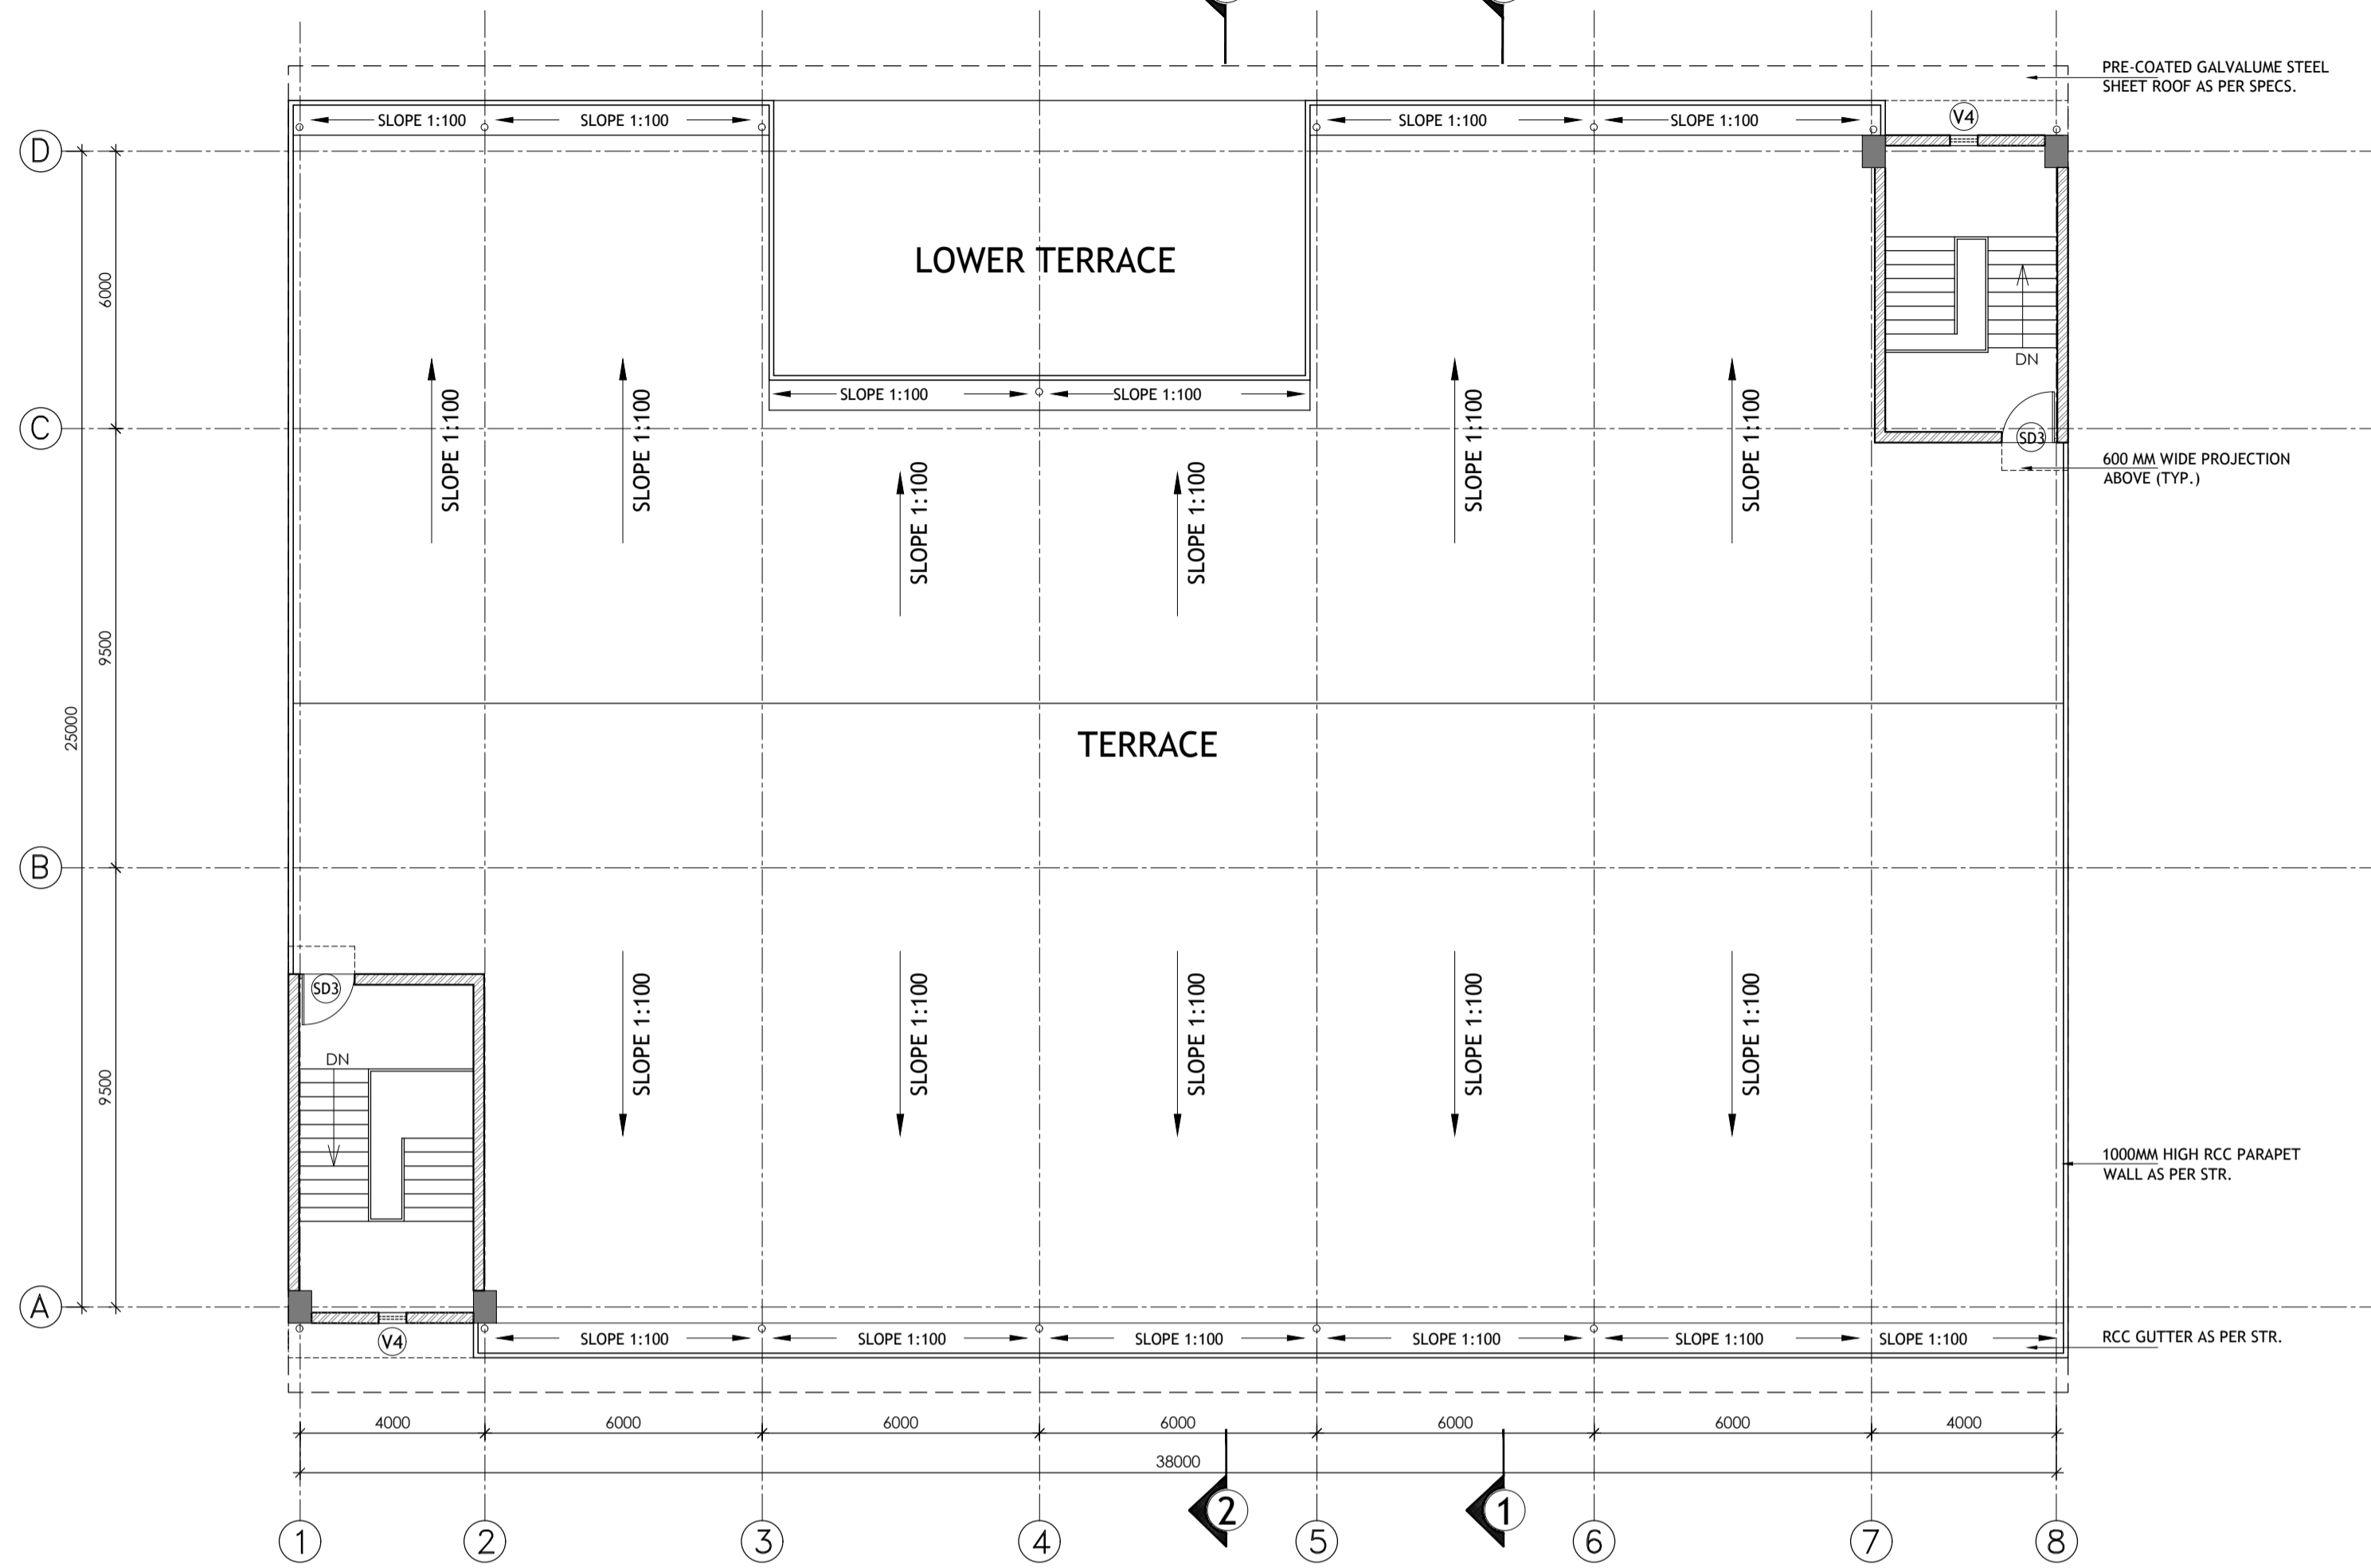 PRE-COATED GALVALUME STEEL
SHEET ROOF AS PER SPECS.
SLOPE 1:100
SLOPE 1:100
SLOPE 1:100
SLOPE 1:100
V4
D
LOWER TERRACE
6000
DN
SLOPE 1:100
SLOPE 1:100
SLOPE 1:100
SLOPE 1:100
SLOPE 1:100
SLOPE 1:100
C
SD3
600 MM WIDE PROJECTION
ABOVE (TYP.)
SLOPE 1:100
SLOPE 1:100
9500
25000
TERRACE
B
SD3
SLOPE 1:100
SLOPE 1:100
SLOPE 1:100
SLOPE 1:100
SLOPE 1:100
DN
9500
1000MM HIGH RCC PARAPET
WALL AS PER STR.
A
V4
SLOPE 1:100
SLOPE 1:100
SLOPE 1:100
SLOPE 1:100
SLOPE 1:100
SLOPE 1:100
RCC GUTTER AS PER STR.
4000
6000
6000
6000
6000
6000
4000
38000
2
1
1
2
3
4
5
6
7
8